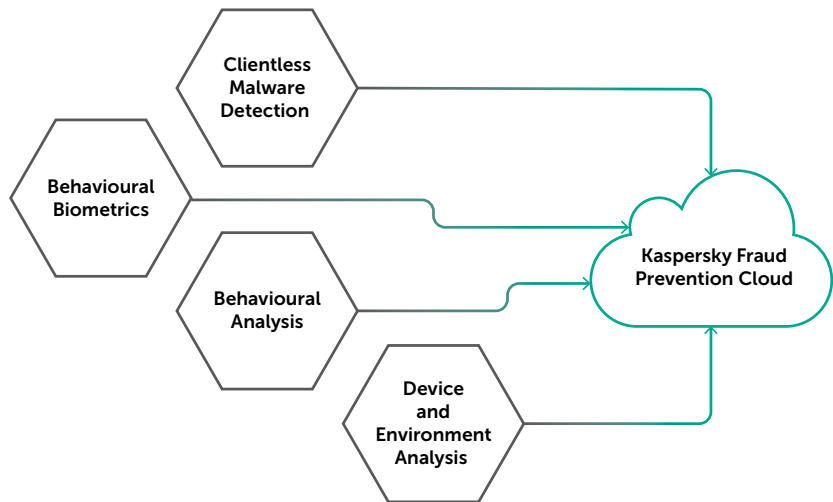 Clientless
Malware
Detection
Behavioural
Biometrics
Kaspersky Fraud
Prevention Cloud
Behavioural
Analysis
Device
and
Environment
Analysis